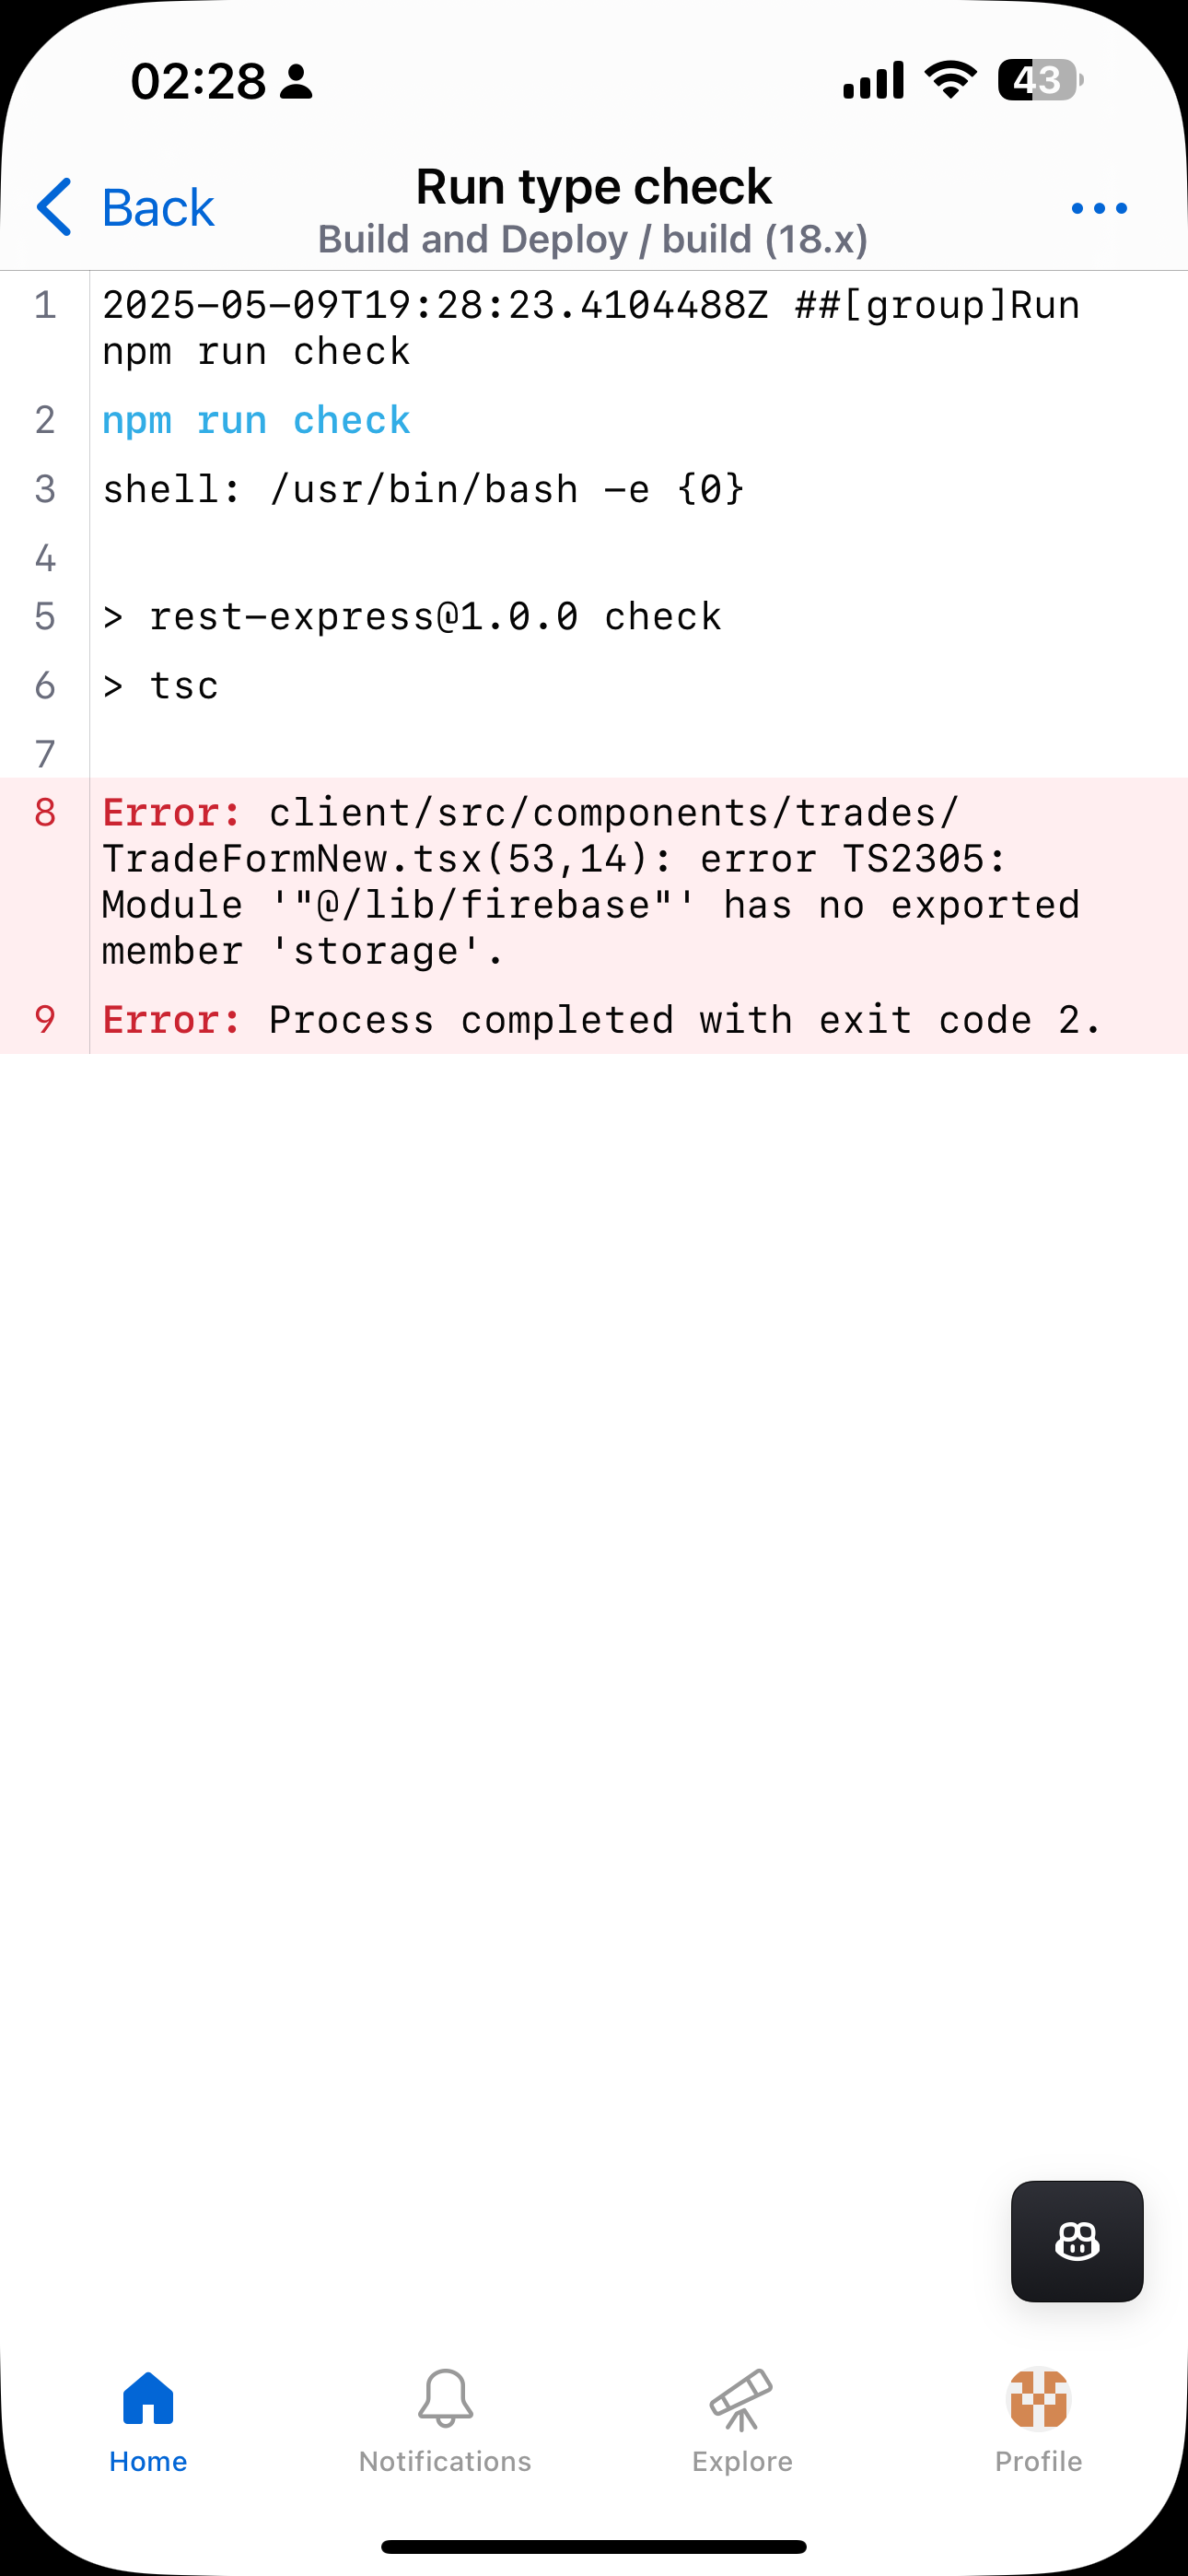 02:28
43
Back
Run type check
Build and Deploy / build (18.x)
1 2025-05-09T19:28:23.4104488Z ##[group]Run
npm run check
2 npm run check
3 shell: /usr/bin/bash -e {0}
4
5 > rest-express@1.0.0 check
6 > tsc
7
8 Error: client/src/components/trades/
TradeFormNew.tsx(53,14): error TS2305:
Module '"@/lib/firebase"' has no exported
member 'storage'.
9 Error: Process completed with exit code 2.
Home
Notifications
Explore
Profile